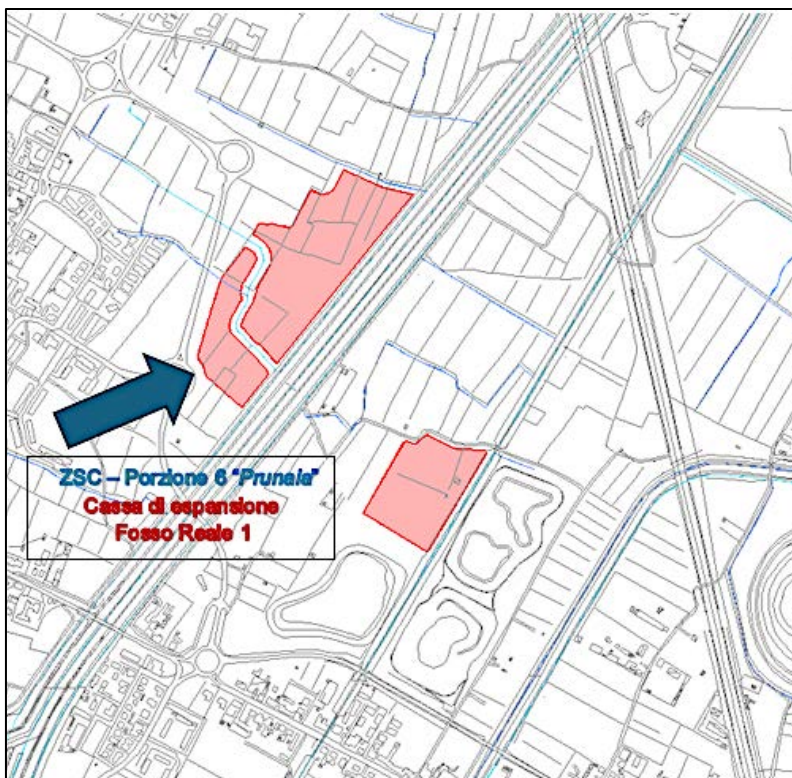 ZSC – Porzione 6 "Prunaia"
Cassa di espansione
Fosso Reale 1